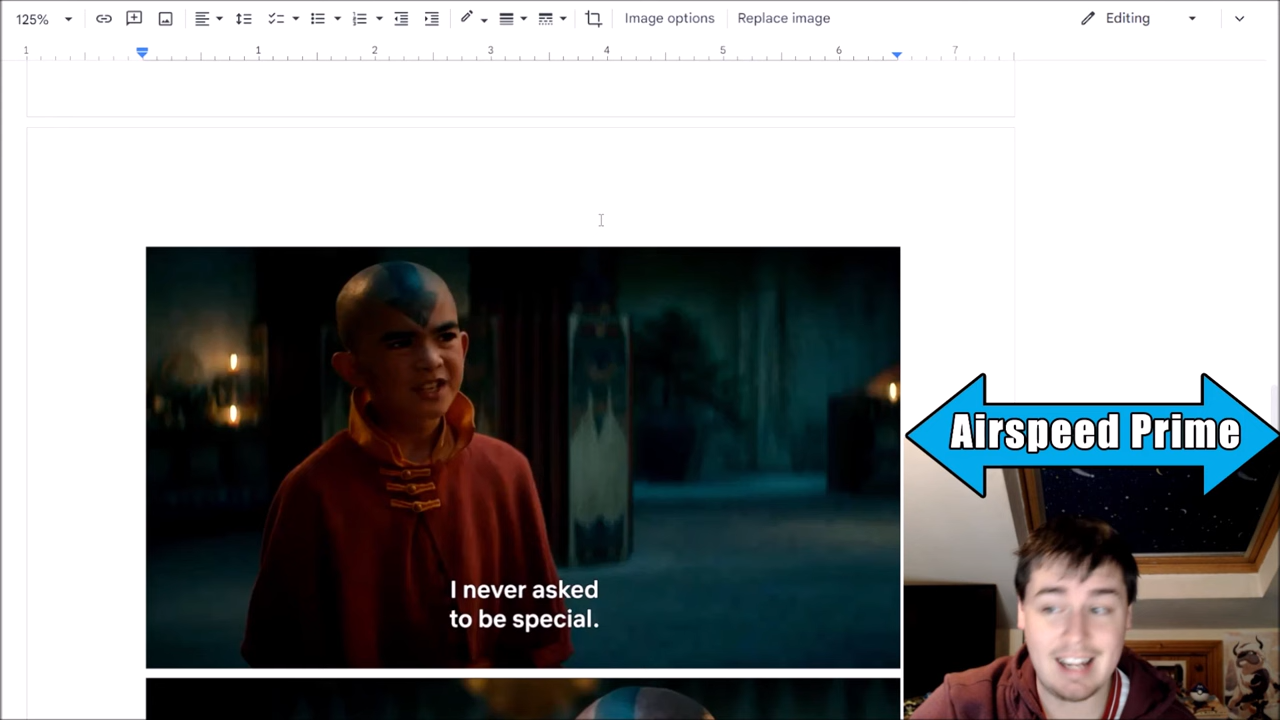 125%
Image options
Replace image
Editing
1 1 2 3 4 5 6 7
Airspeed Prime
I never asked
to be special.